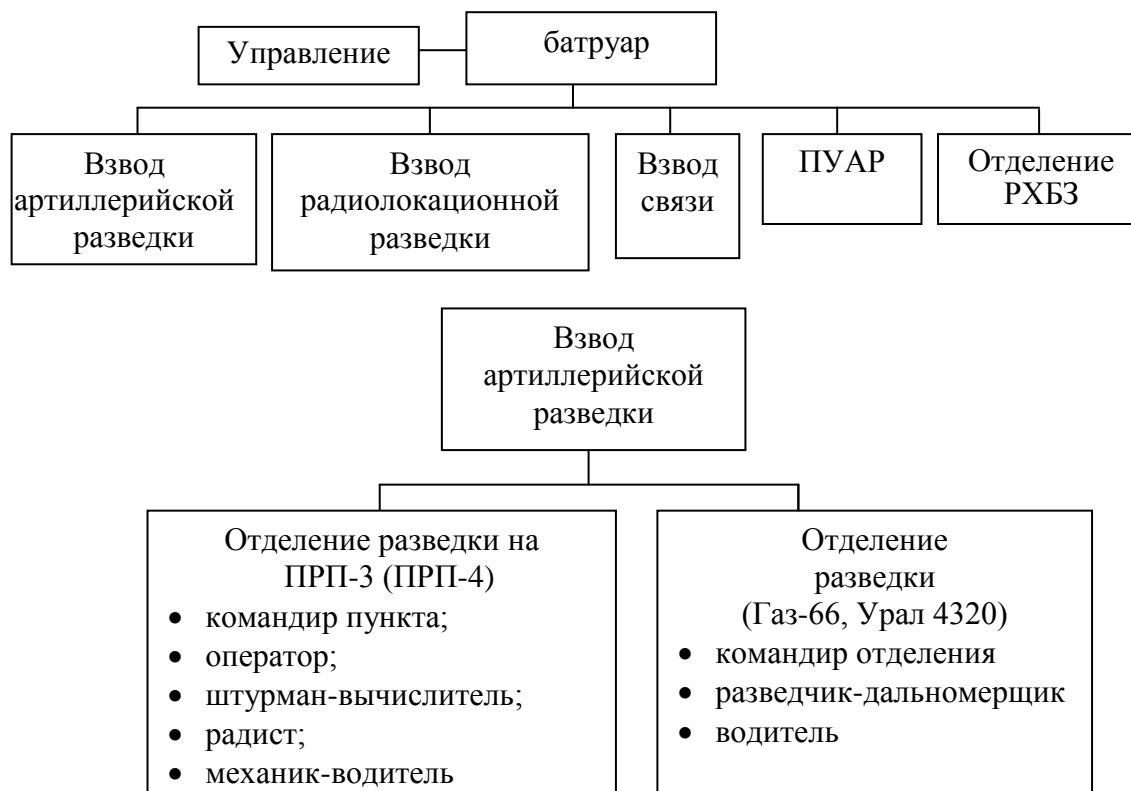 Управление
батруар
Взвод
артиллерийской
разведки
Взвод
радиолокационной
разведки
Взвод
связи
ПУАР
Отделение
РХБЗ
Взвод
артиллерийской
разведки
Отделение разведки на
ПРП-3 (ПРП-4)
• командир пункта;
• оператор;
• штурман-вычислитель;
• радист;
• механик-водитель
Отделение
разведки
(Газ-66, Урал 4320)
• командир отделения
• разведчик-дальномерщик
• водитель